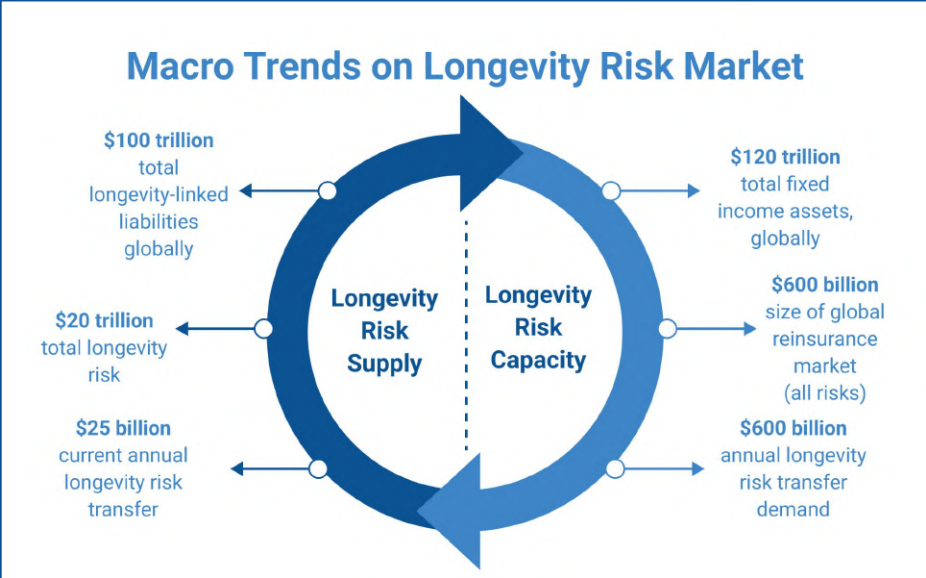 Macro Trends on Longevity Risk Market
$100 trillion
total
longevity-linked
liabilities
globally
$20 trillion
total longevity
risk
$25 billion
current annual
longevity risk
transfer
Longevity
Risk
Supply
Longevity
Risk
Capacity
$120 trillion
total fixed
income assets,
globally
$600 billion
size of global
reinsurance
market
(all risks)
$600 billion
annual longevity
risk transfer
demand